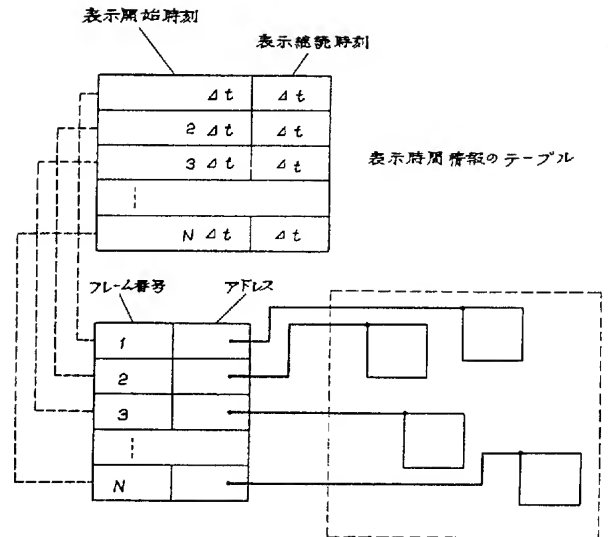 表示開始時刻
表示継続時刻
Δt Δt
2 Δt Δt
3 Δt Δt
N Δt Δt
表示時間情報のテーブル
フレーム番号 アドレス
1
2
3
N